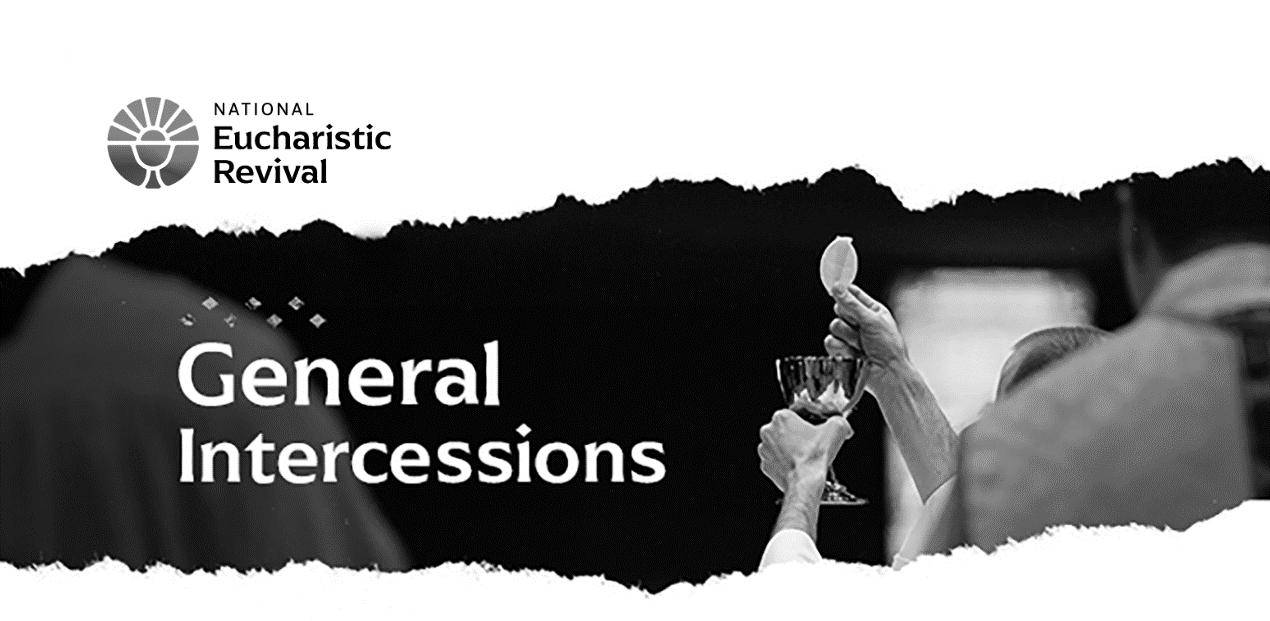 NATIONAL
Eucharistic
Revival
General
Intercessions